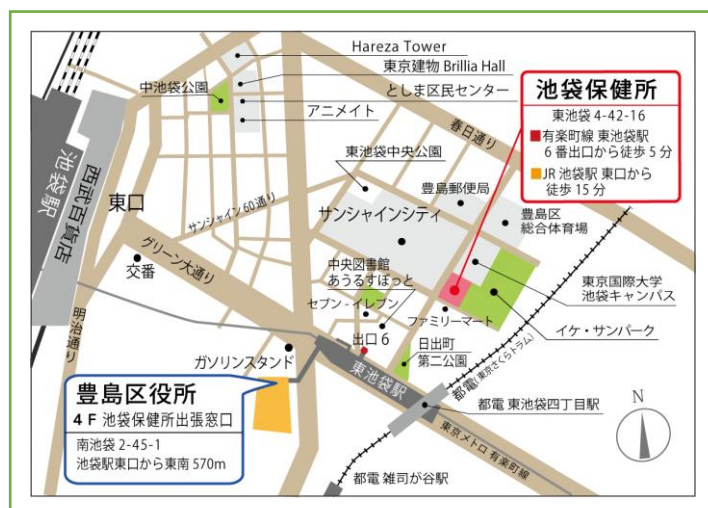 Hareza Tower
東京建物 Brillia Hall
としま区民センター
アニメイト
中池袋公園
池袋保健所
東池袋 4-42-16
有楽町線 東池袋駅
6 番出口から徒歩 5 分
JR 池袋駅 東口から
徒歩 15 分
春日通り
東池袋中央公園
豊島郵便局
サンシャインシティ
豊島区
総合体育場
池袋駅
西武百貨店
東口
サンシャイン 60 通り
グリーン大通り
交番
明治通り
中央図書館
あうるすぽっと
セブン - イレブン
出口 6
ファミリーマート
東京国際大学
池袋キャンパス
イケ・サンパーク
日出町
第二公園
ガソリンスタンド
東池袋駅
都電(東京さくらトラム)
都電 東池袋四丁目駅
東京メトロ 有楽町線
都電 雑司が谷駅
N
豊島区役所
4 F 池袋保健所出張窓口
南池袋 2-45-1
池袋駅東口から東南 570m